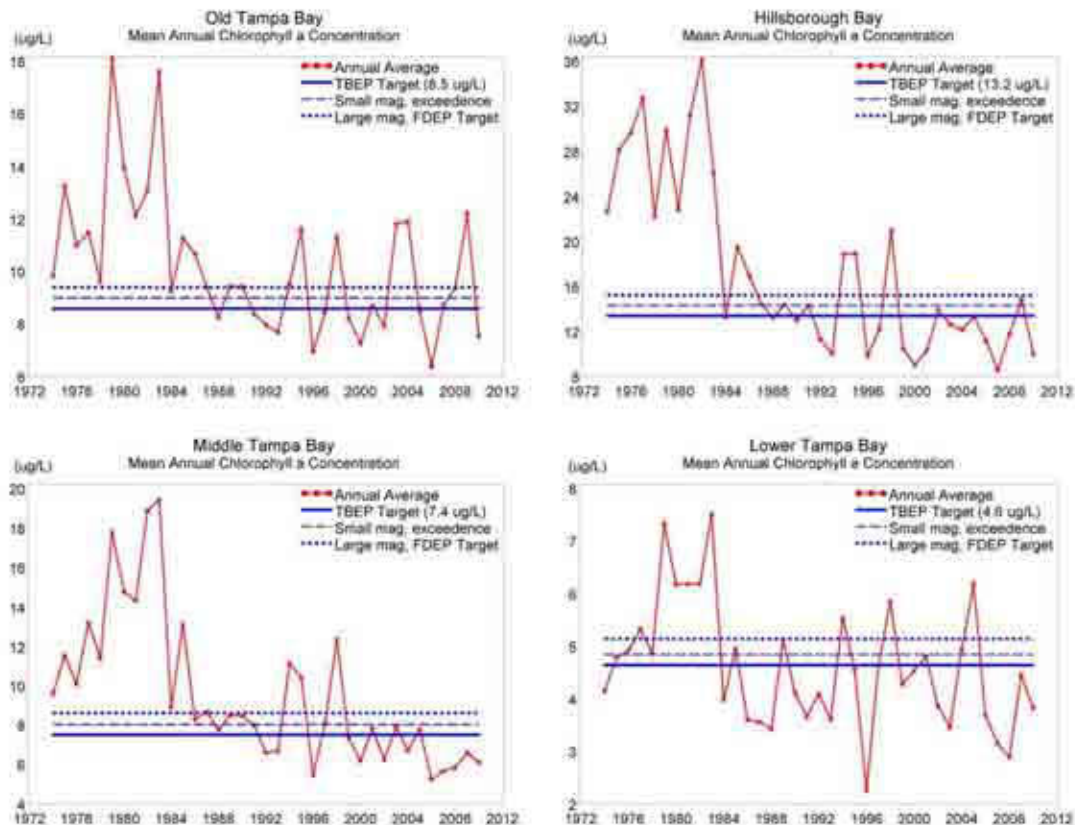 Old Tampa Bay
Mean Annual Chlorophyll a Concentration
(ug/L)
Annual Average
TBEP Target (8.5 ug/L)
Small mag. exceedence
Large mag. FDEP Target
18
16
14
12
10
8
6
1972 1976 1980 1984 1988 1992 1996 2000 2004 2008 2012
Hillsborough Bay
Mean Annual Chlorophyll a Concentration
(ug/L)
Annual Average
TBEP Target (13.2 ug/L)
Small mag. exceedence
Large mag. FDEP Target
36
32
28
24
20
16
12
8
1972 1976 1980 1984 1988 1992 1996 2000 2004 2008 2012
Middle Tampa Bay
Mean Annual Chlorophyll a Concentration
(ug/L)
Annual Average
TBEP Target (7.4 ug/L)
Small mag. exceedence
Large mag. FDEP Target
20
18
16
14
12
10
8
6
4
1972 1976 1980 1984 1988 1992 1996 2000 2004 2008 2012
Lower Tampa Bay
Mean Annual Chlorophyll a Concentration
(ug/L)
Annual Average
TBEP Target (4.6 ug/L)
Small mag. exceedence
Large mag. FDEP Target
8
7
6
5
4
3
2
1972 1976 1980 1984 1988 1992 1996 2000 2004 2008 2012